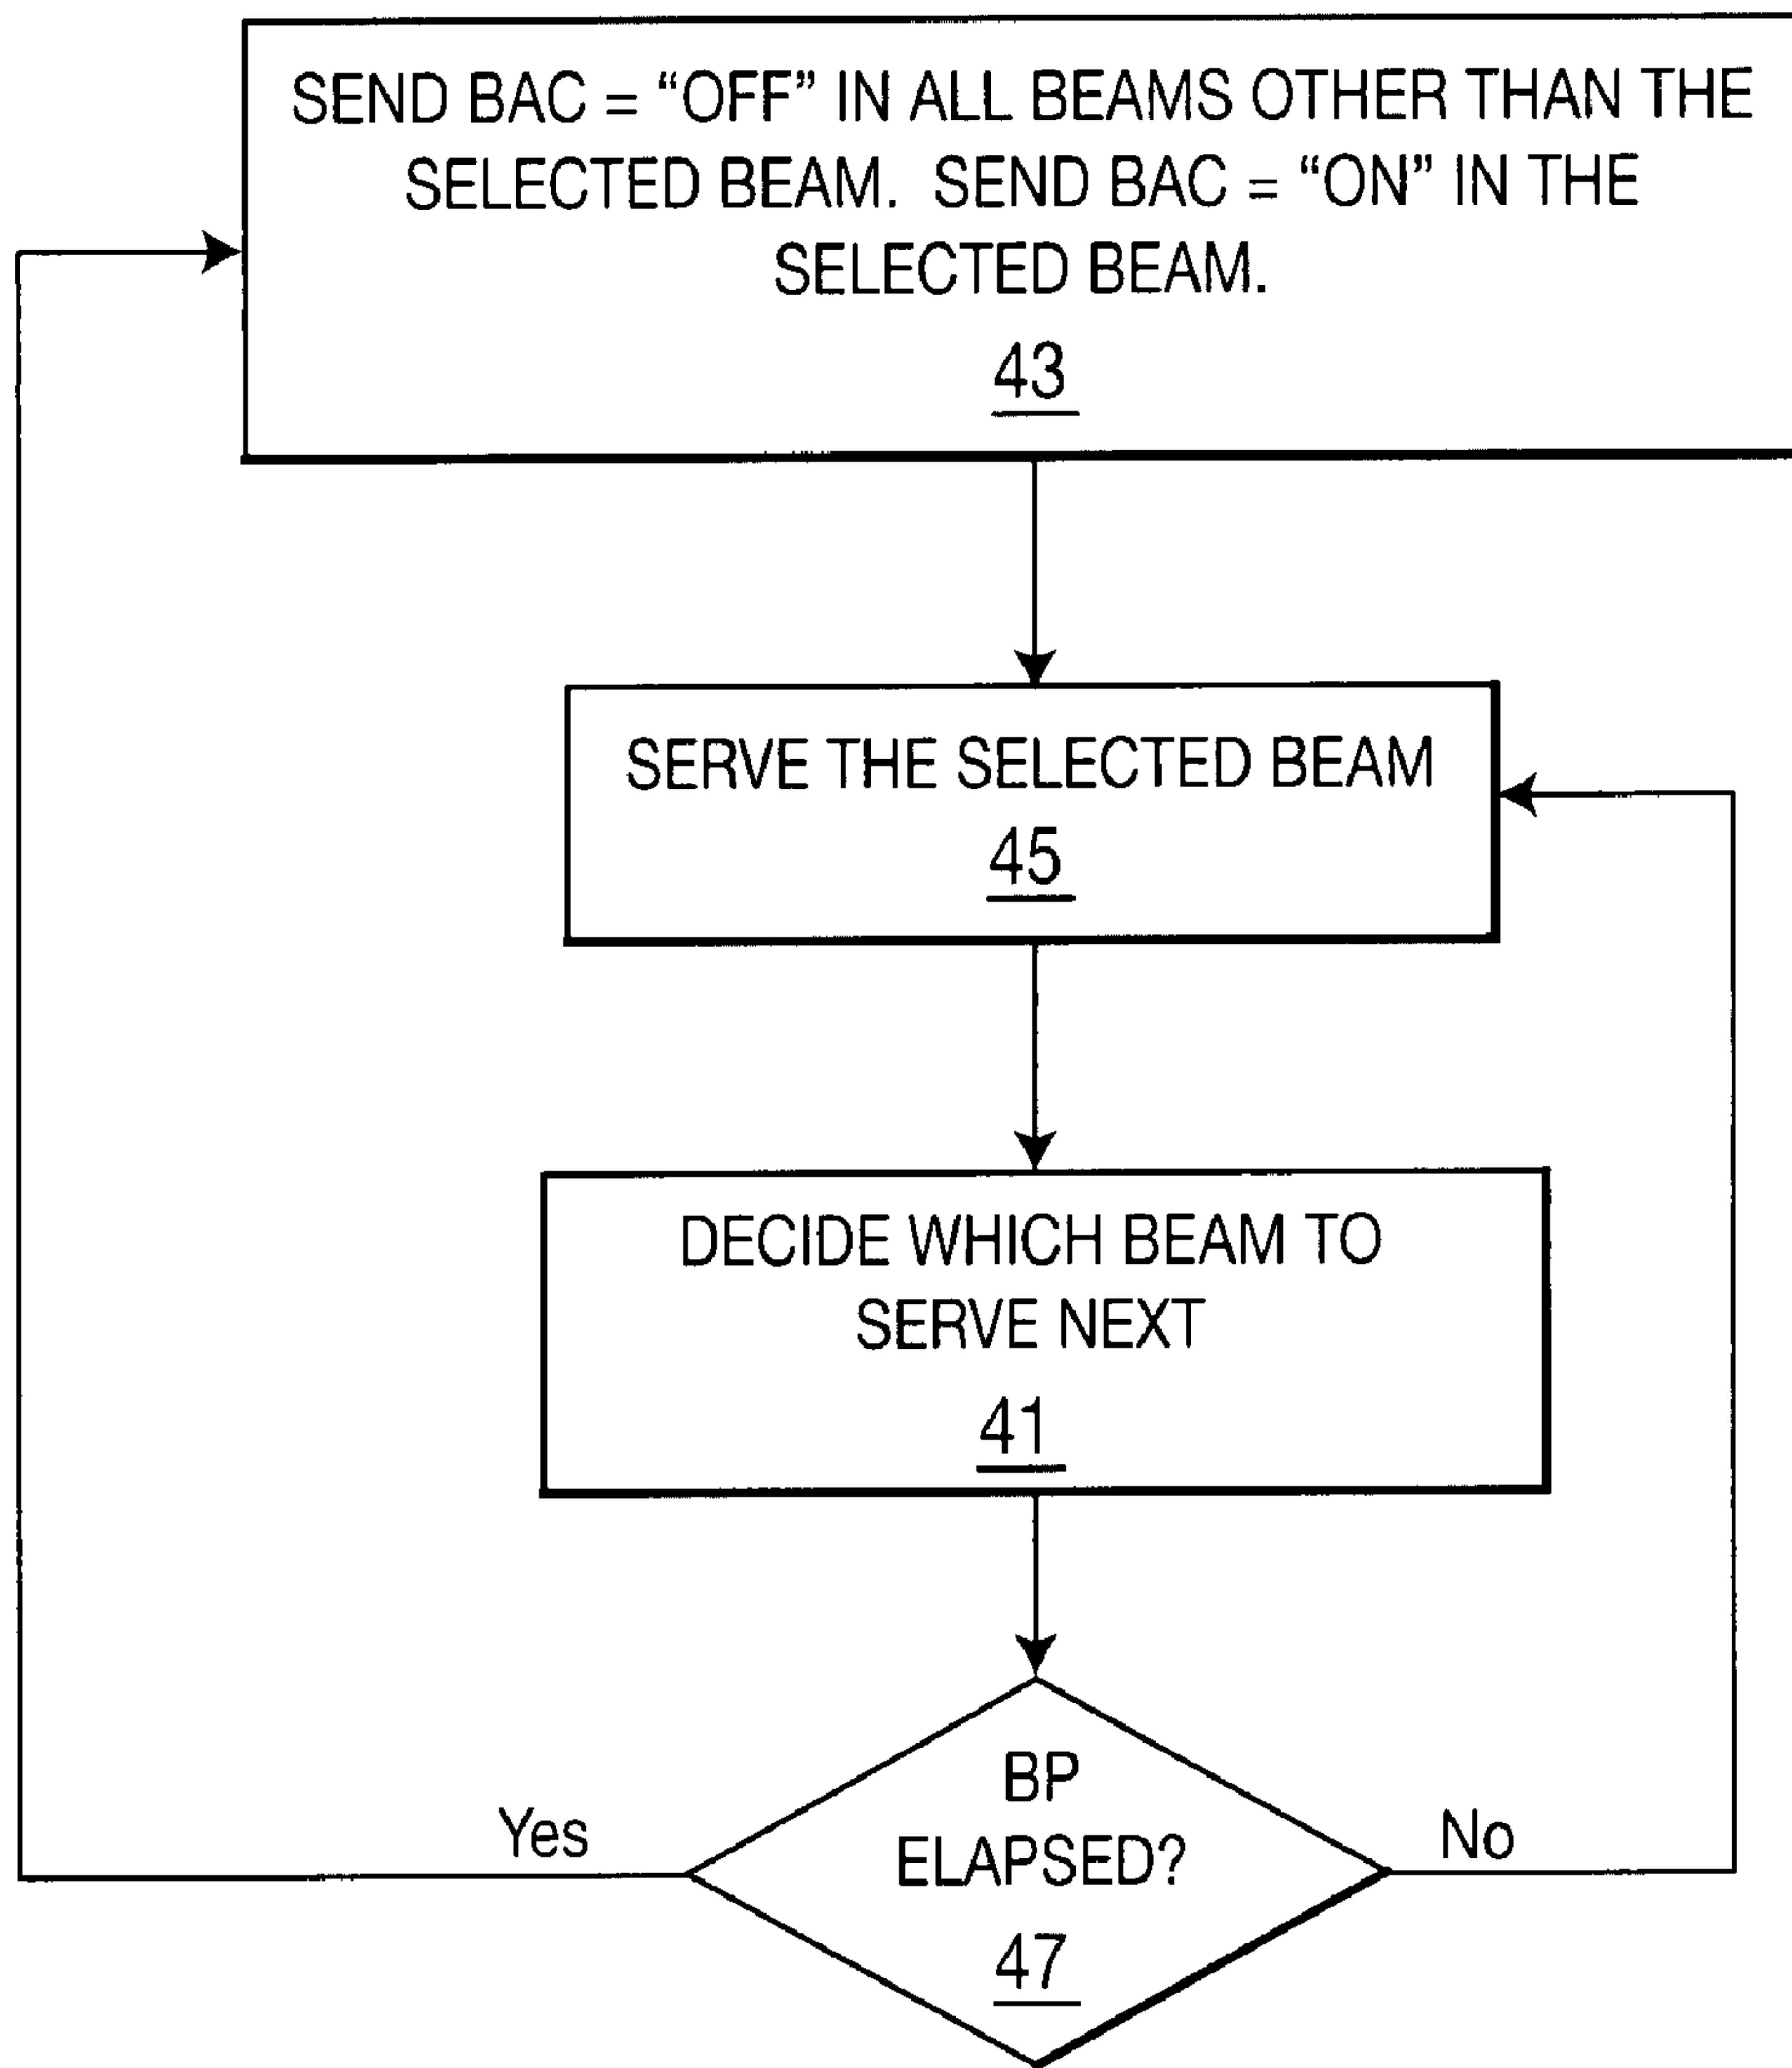 SEND BAC = “OFF” IN ALL BEAMS OTHER THAN THE
SELECTED BEAM. SEND BAC = “ON” IN THE
SELECTED BEAM.
43
SERVE THE SELECTED BEAM
45
DECIDE WHICH BEAM TO
SERVE NEXT
41
BP
ELAPSED?
47
Yes
No